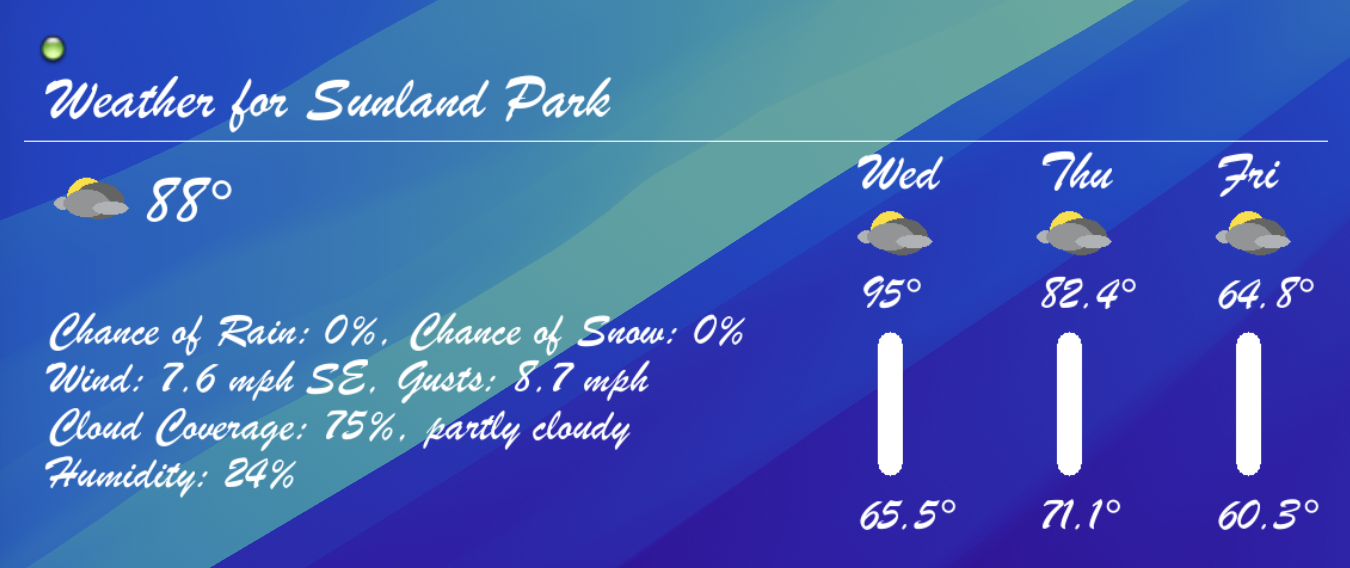 Weather for Sunland Park
88°
Chance of Rain: 0%, Chance of Snow: 0%
Wind: 7.6 mph SE, Gusts: 8.7 mph
Cloud Coverage: 75%, partly cloudy
Humidity: 24%
Wed Thu Fri
95° 82.4° 64.8°
65.5° 71.1° 60.3°